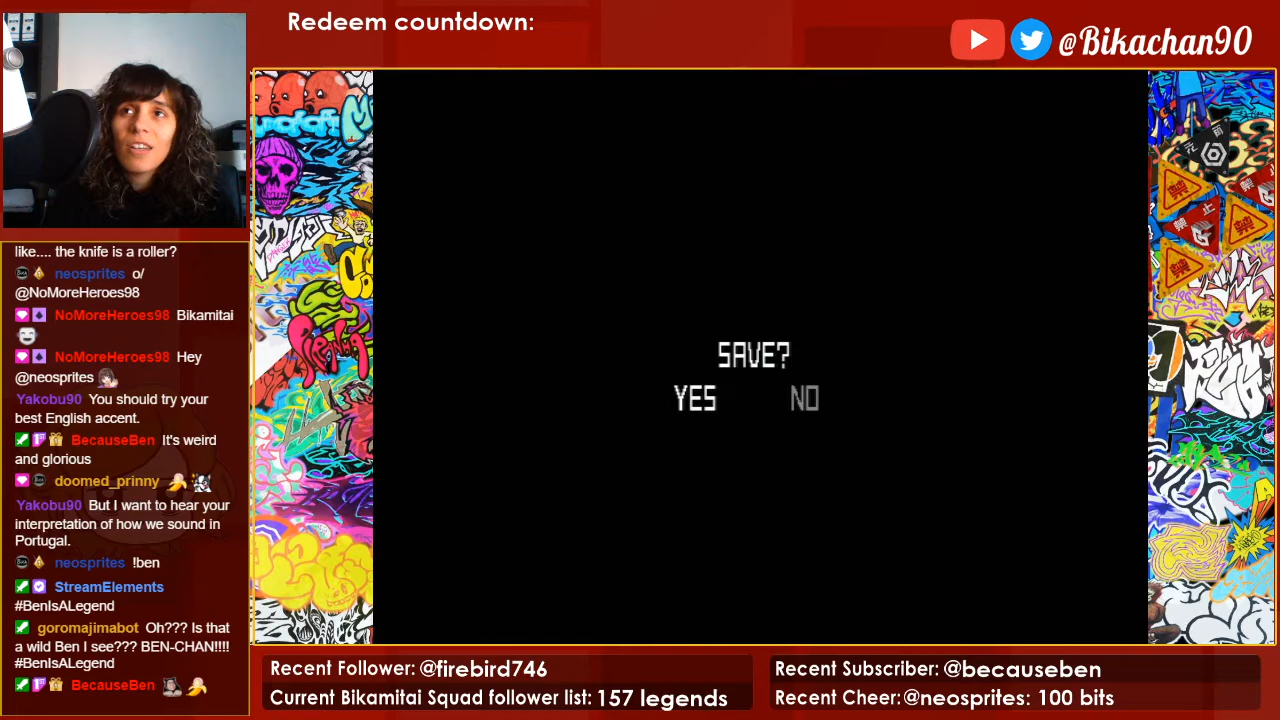 Redeem countdown:
@Bikachan90
like.... the knife is a roller?
neosprites o/
@NoMoreHeroes98
NoMoreHeroes98 Bikamitai
NoMoreHeroes98 Hey
@neosprites
Yakobu90 You should try your
best English accent.
BecauseBen It's weird
and glorious
doomed_prinny
Yakobu90 But I want to hear your
interpretation of how we sound in
Portugal.
neosprites !ben
StreamElements
#BenIsALegend
goromajimabot Oh??? Is that
a wild Ben I see??? BEN-CHAN!!!!
#BenIsALegend
BecauseBen
SAVE?
YES NO
禁
止
Recent Follower: @firebird746
Current Bikamitai Squad follower list: 157 legends
Recent Subscriber: @becauseben
Recent Cheer: @neosprites: 100 bits